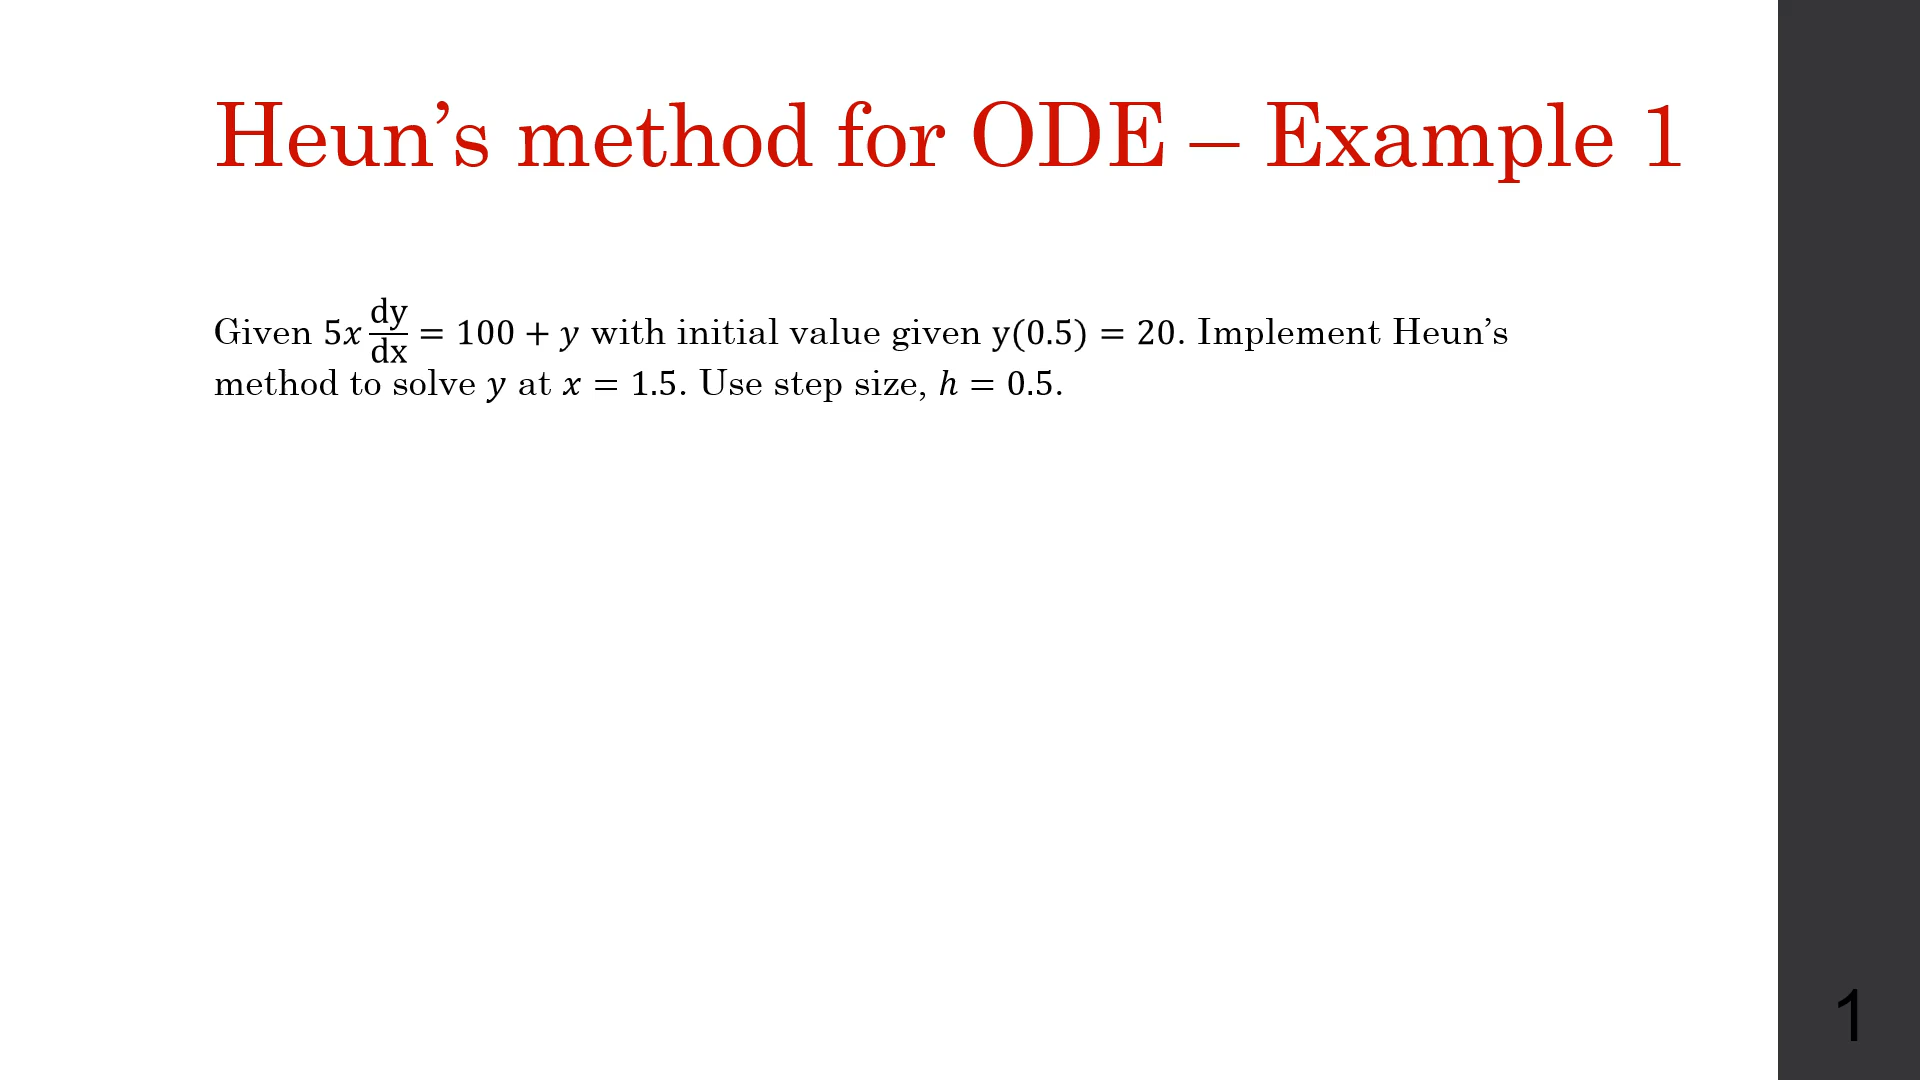 Heun’s method for ODE – Example 1
Given 5x dy/dx = 100 + y with initial value given y(0.5) = 20. Implement Heun’s
method to solve y at x = 1.5. Use step size, h = 0.5.
1